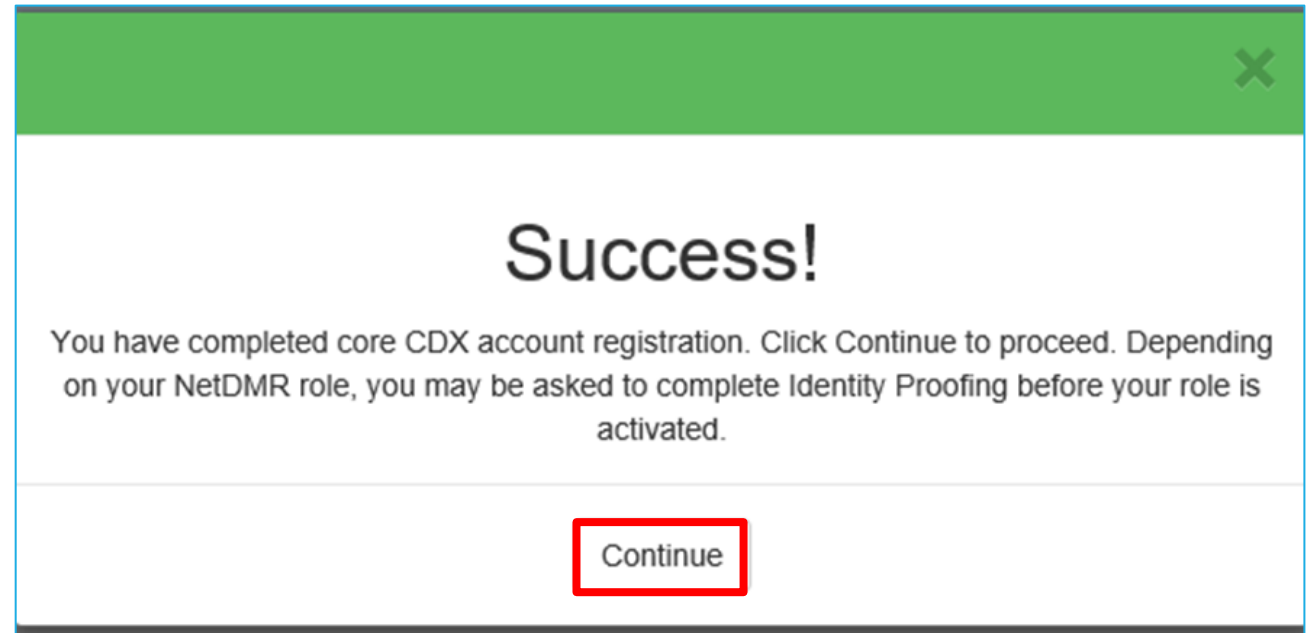 Success!
You have completed core CDX account registration. Click Continue to proceed. Depending
on your NetDMR role, you may be asked to complete Identity Proofing before your role is
activated.
Continue